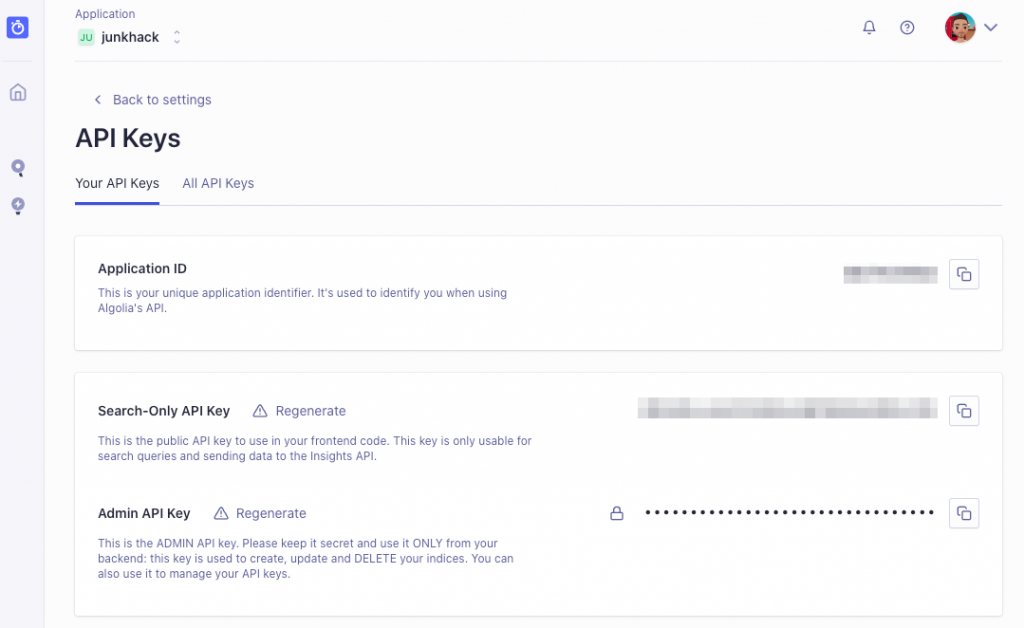 Application
JU junkhack
Back to settings
API Keys
Your API Keys All API Keys
Application ID
This is your unique application identifier. It's used to identify you when using
Algolia's API.
Search-Only API Key Regenerate
This is the public API key to use in your frontend code. This key is only usable for
search queries and sending data to the Insights API.
Admin API Key Regenerate
This is the ADMIN API key. Please keep it secret and use it ONLY from your
backend: this key is used to create, update and DELETE your indices. You can
also use it to manage your API keys.